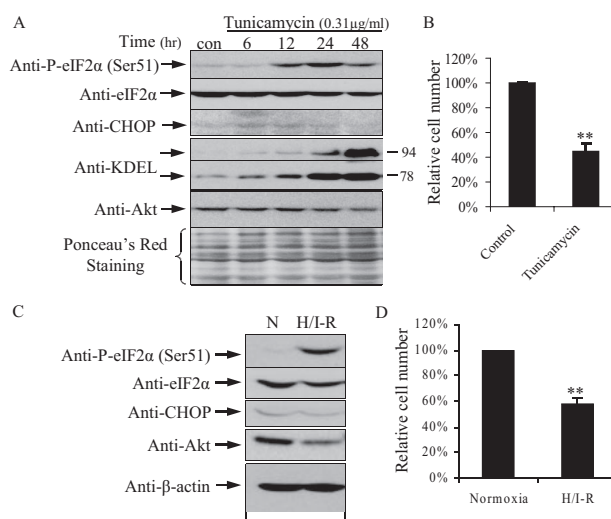 A
Tunicamycin (0.31μg/ml)
Time (hr) con 6 12 24 48
Anti-P-eIF2α (Ser51)
Anti-eIF2α
Anti-CHOP
Anti-KDEL
94
78
Anti-Akt
Ponceau's Red
Staining
B
Relative cell number
120%
100%
80%
60%
40%
20%
0%
**
Control
Tunicamycin
C
N H/I-R
Anti-P-eIF2α (Ser51)
Anti-eIF2α
Anti-CHOP
Anti-Akt
Anti-β-actin
D
Relative cell number
120%
100%
80%
60%
40%
20%
0%
**
Normoxia H/I-R